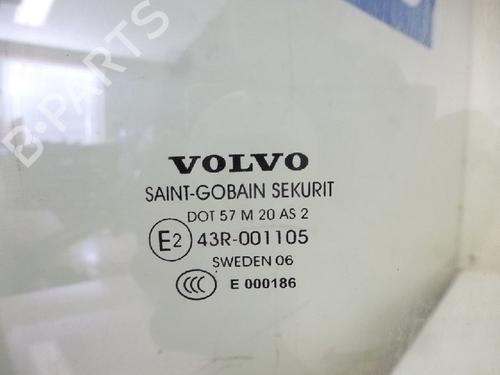 B-PARTS
VOLVO
SAINT-GOBAIN SEKURIT
DOT 57 M 20 AS 2
E2 43R-001105
SWEDEN 06
CCC E 000186